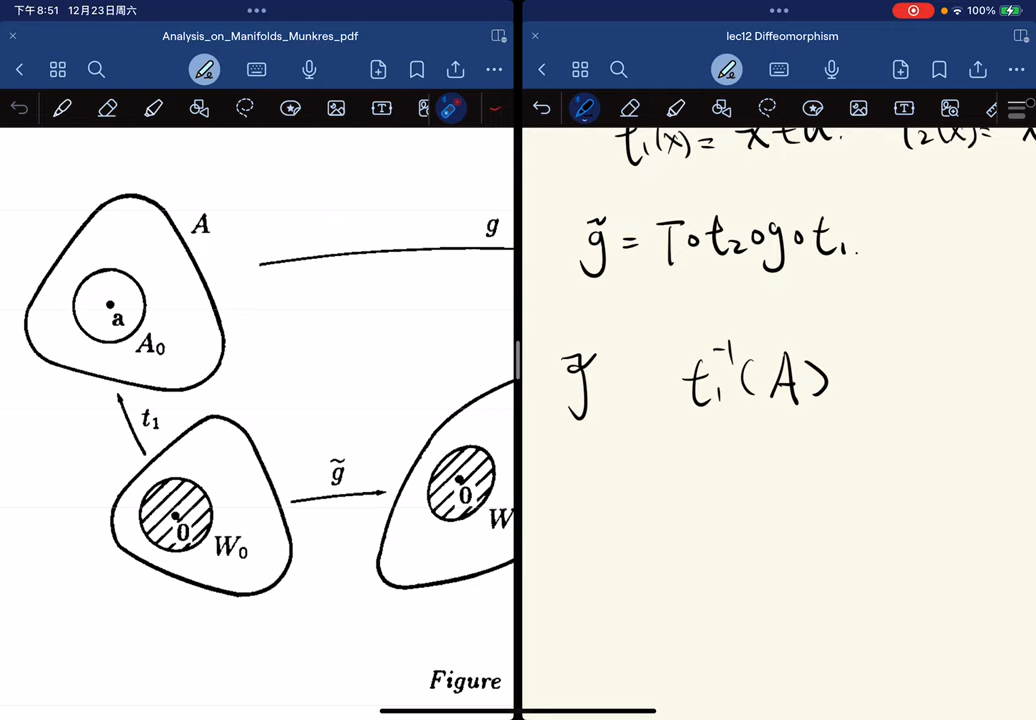 下午8:51 12月23日周六
100%
Analysis_on_Manifolds_Munkres_pdf
A
g
a
A₀
t₁
g̃
0
W₀
0
W
Figure
lec12 Diffeomorphism
t₁(x) = x+a.
g̃ = T∘t₂∘g∘t₁.
t₁⁻¹(A)